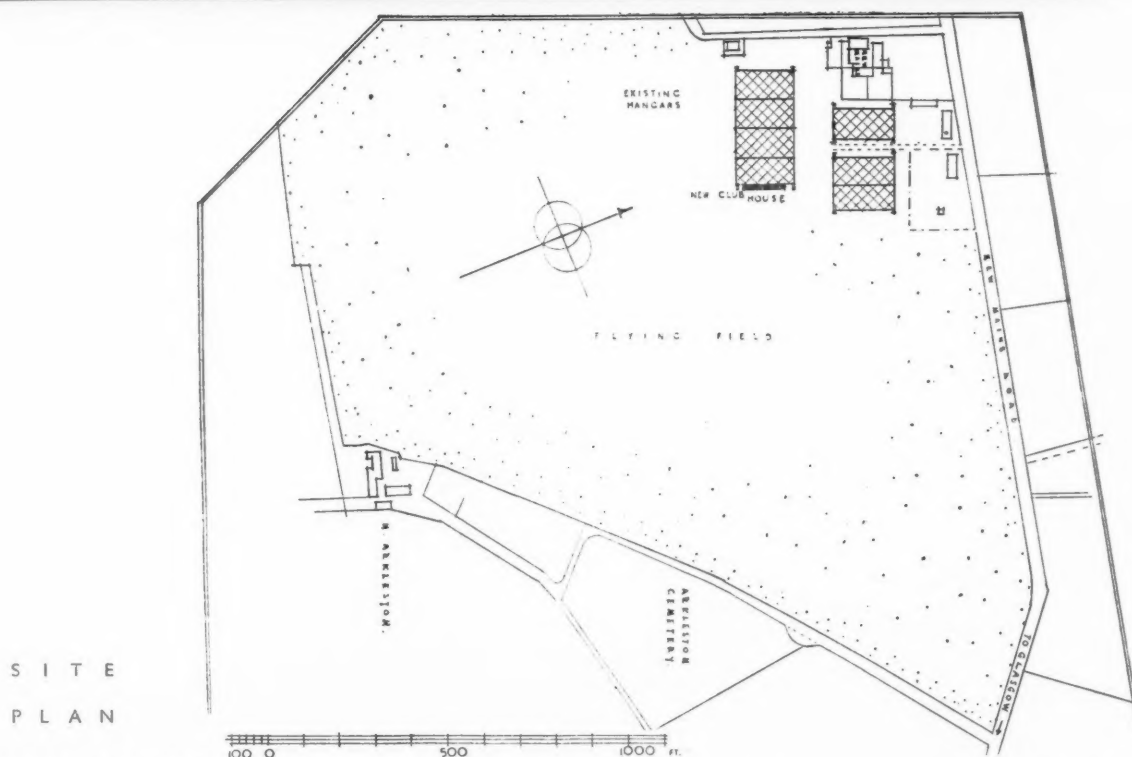 EXISTING
HANGARS
NEW CLUB HOUSE
FLYING FIELD
NEW MAINS ROAD
N. ARKLESTON.
ARKLESTON
CEMETERY.
TO GLASGOW
SITE
PLAN
100 0 500 1000 FT.